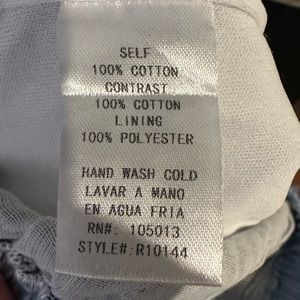 SELF
100% COTTON
CONTRAST
100% COTTON
LINING
100% POLYESTER
HAND WASH COLD
LAVAR A MANO
EN AGUA FRIA
RN#: 105013
STYLE#: R10144